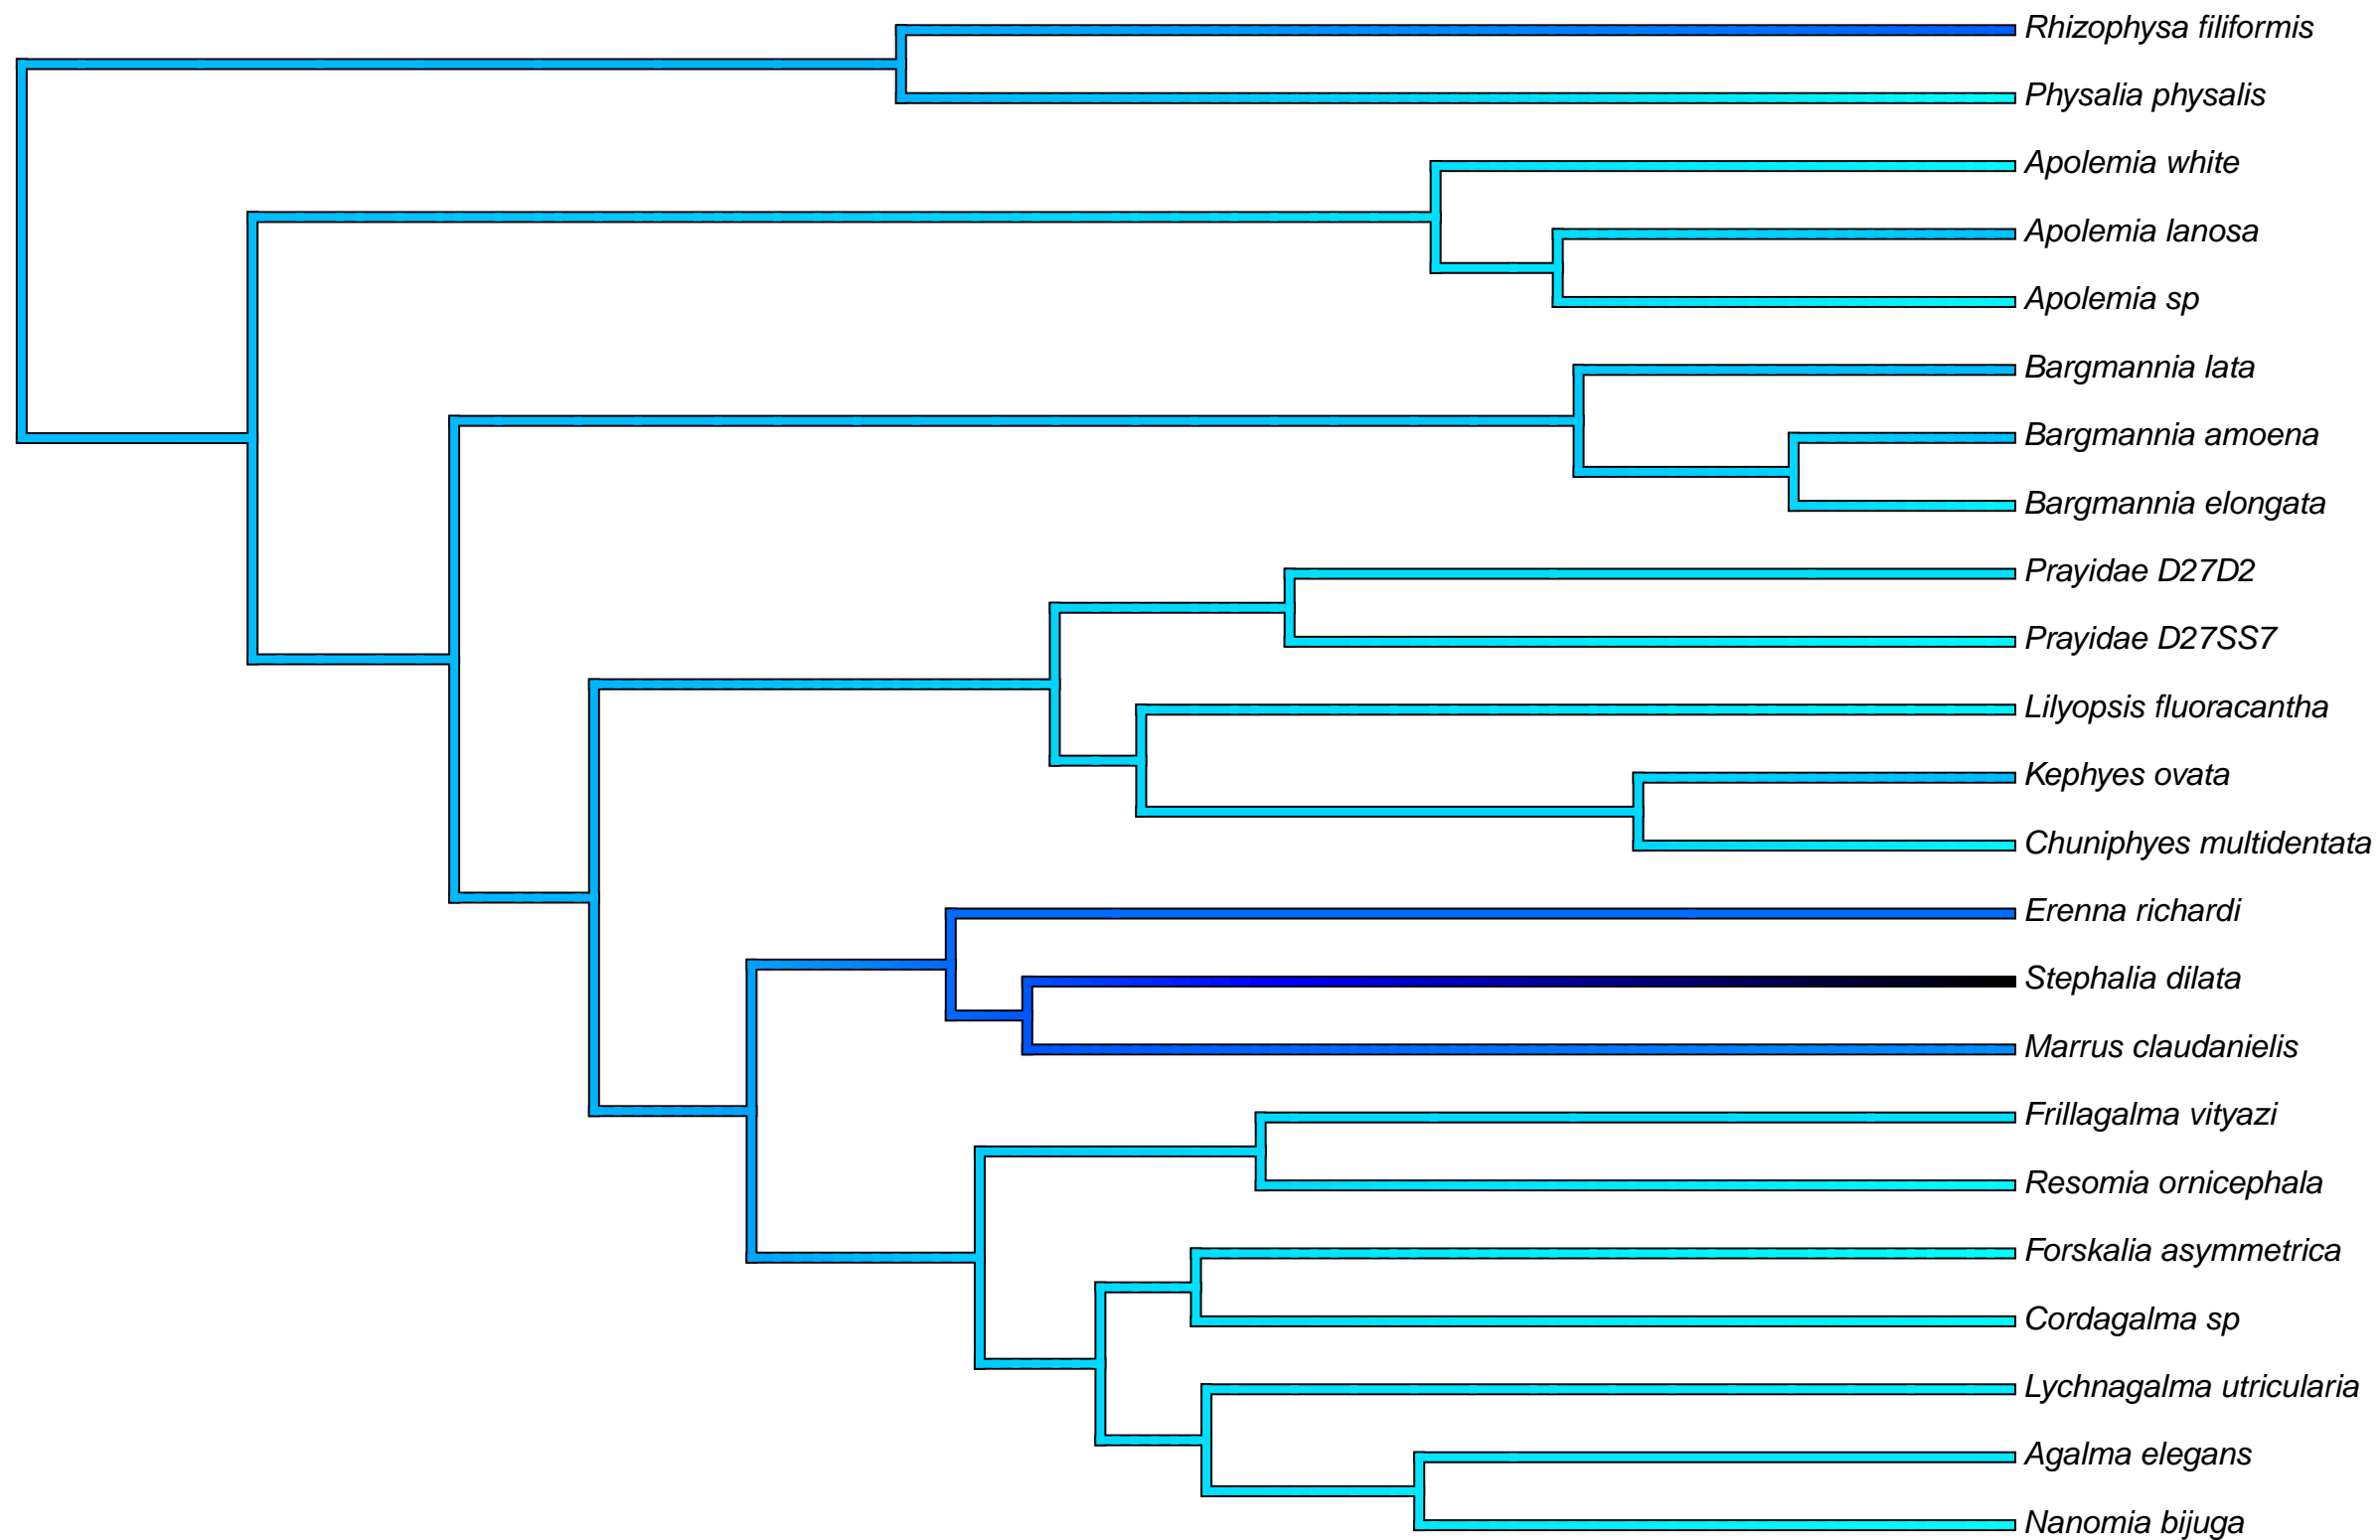 Rhizophysa filiformis
Physalia physalis
Apolemia white
Apolemia lanosa
Apolemia sp
Bargmannia lata
Bargmannia amoena
Bargmannia elongata
Prayidae D27D2
Prayidae D27SS7
Lilyopsis fluoracantha
Kephyes ovata
Chuniphyes multidentata
Erenna richardi
Stephalia dilata
Marrus claudanielis
Frillagalma vityazi
Resomia ornicephala
Forskalia asymmetrica
Cordagalma sp
Lychnagalma utricularia
Agalma elegans
Nanomia bijuga